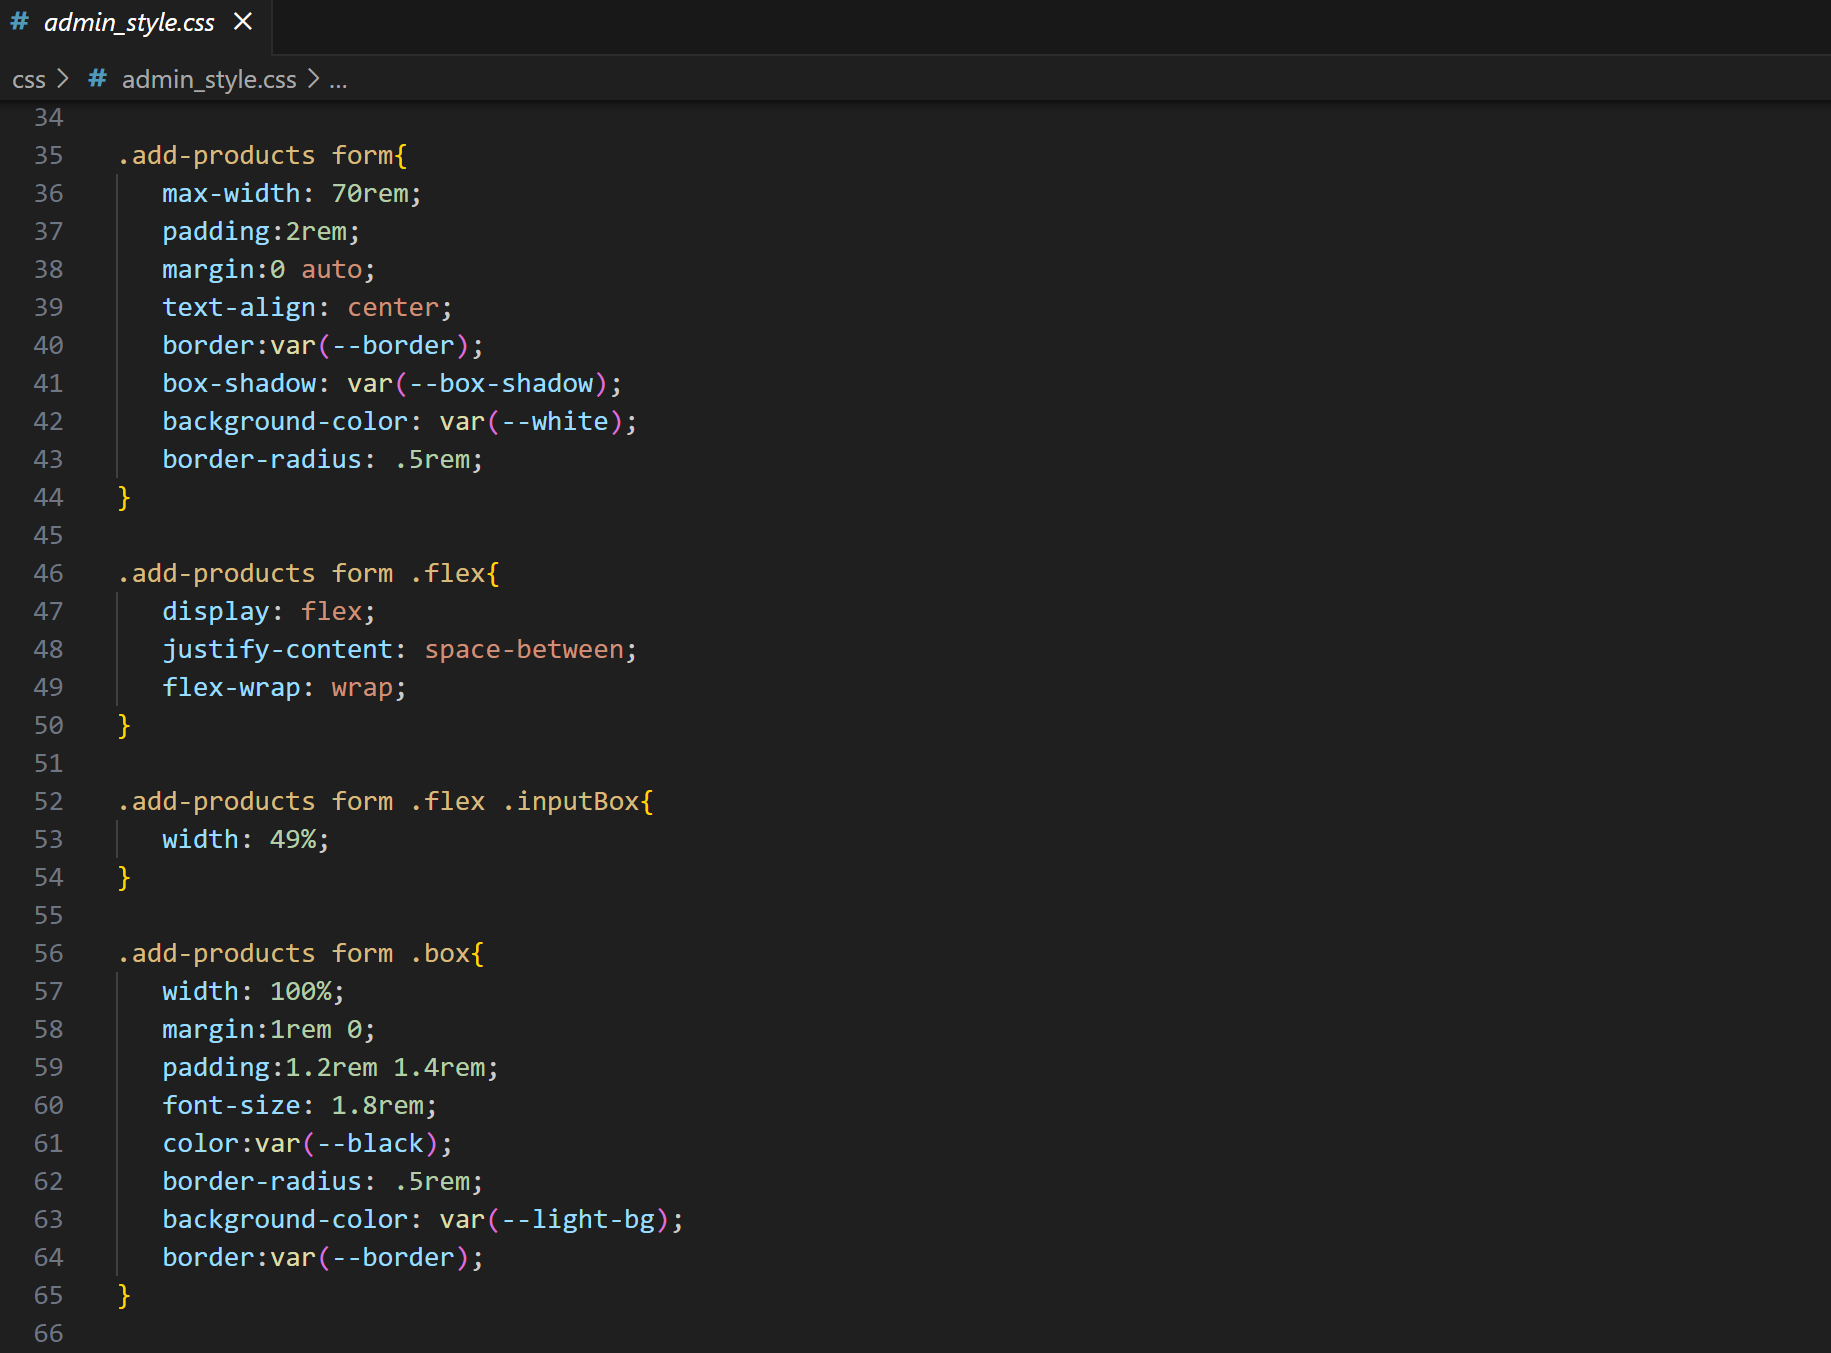 # admin_style.css ×
css > # admin_style.css > ...
34
35 .add-products form{
36    max-width: 70rem;
37    padding:2rem;
38    margin:0 auto;
39    text-align: center;
40    border:var(--border);
41    box-shadow: var(--box-shadow);
42    background-color: var(--white);
43    border-radius: .5rem;
44 }
45
46 .add-products form .flex{
47    display: flex;
48    justify-content: space-between;
49    flex-wrap: wrap;
50 }
51
52 .add-products form .flex .inputBox{
53    width: 49%;
54 }
55
56 .add-products form .box{
57    width: 100%;
58    margin:1rem 0;
59    padding:1.2rem 1.4rem;
60    font-size: 1.8rem;
61    color:var(--black);
62    border-radius: .5rem;
63    background-color: var(--light-bg);
64    border:var(--border);
65 }
66